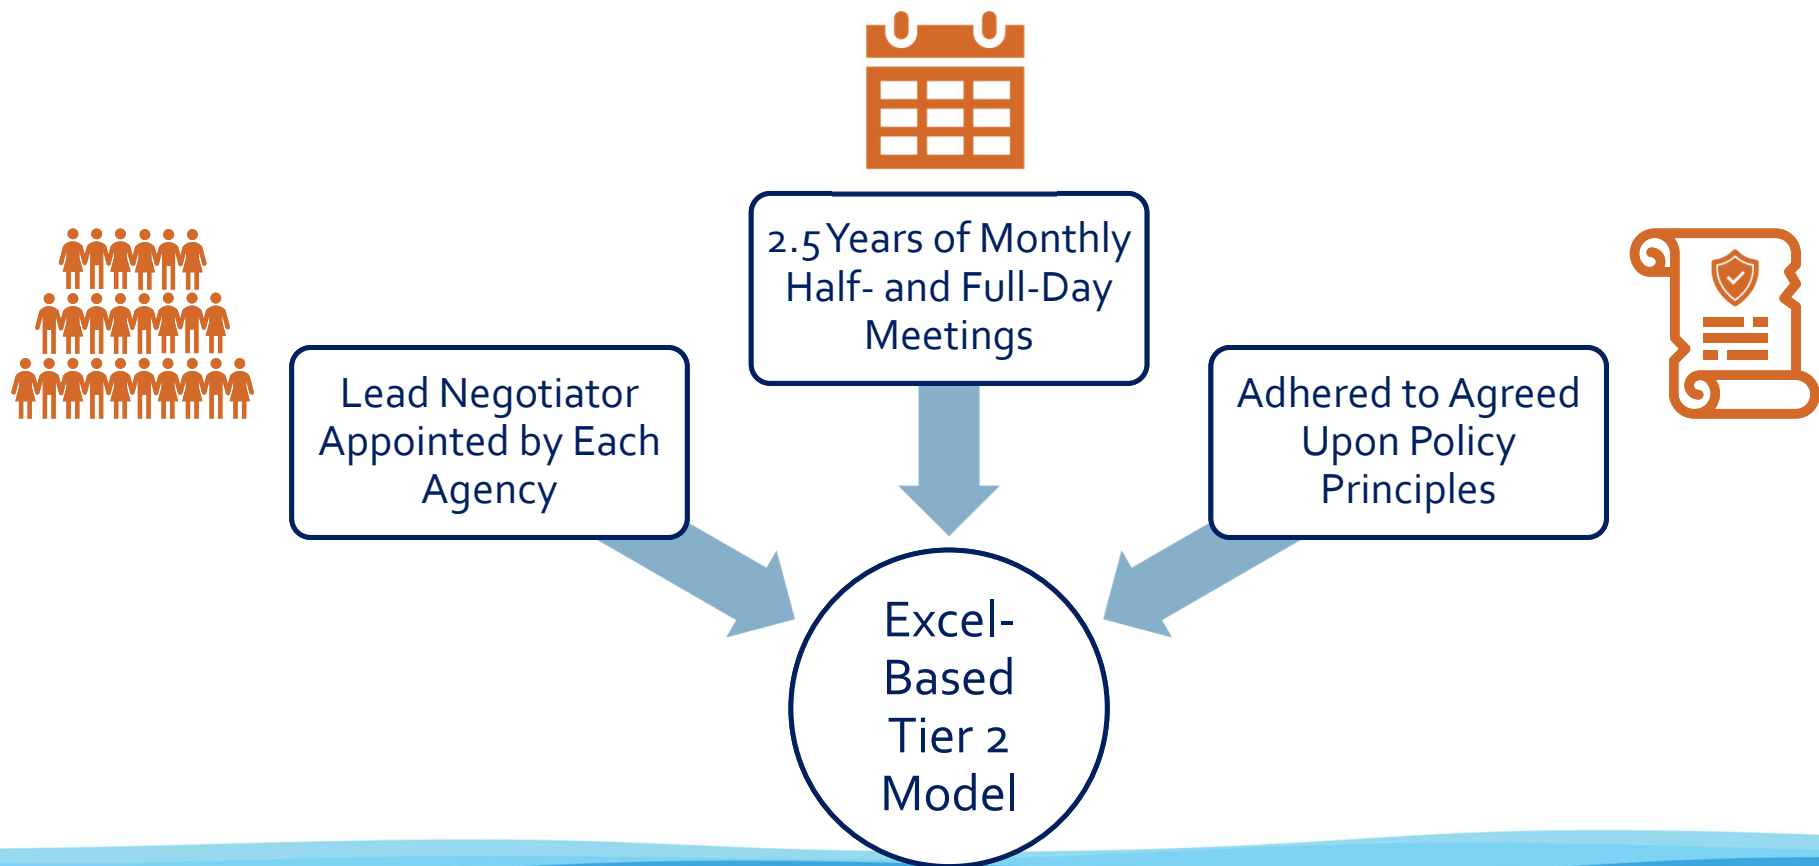 2.5 Years of Monthly
Half- and Full-Day
Meetings
Lead Negotiator
Appointed by Each
Agency
Adhered to Agreed
Upon Policy
Principles
Excel-
Based
Tier 2
Model